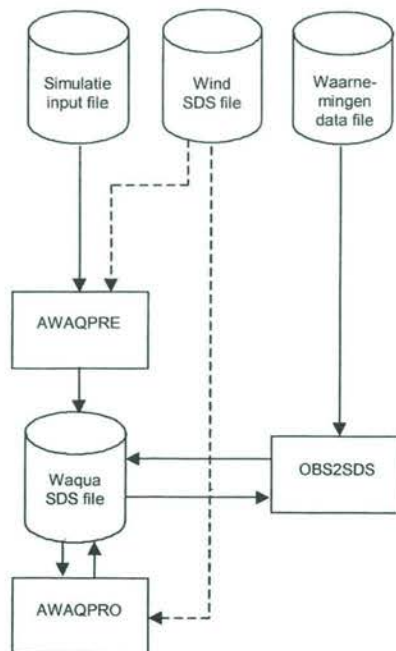 Simulatie
input file
Wind
SDS file
Waarne-
mingen
data file
AWAQPRE
Waqua
SDS file
OBS2SDS
AWAQPRO